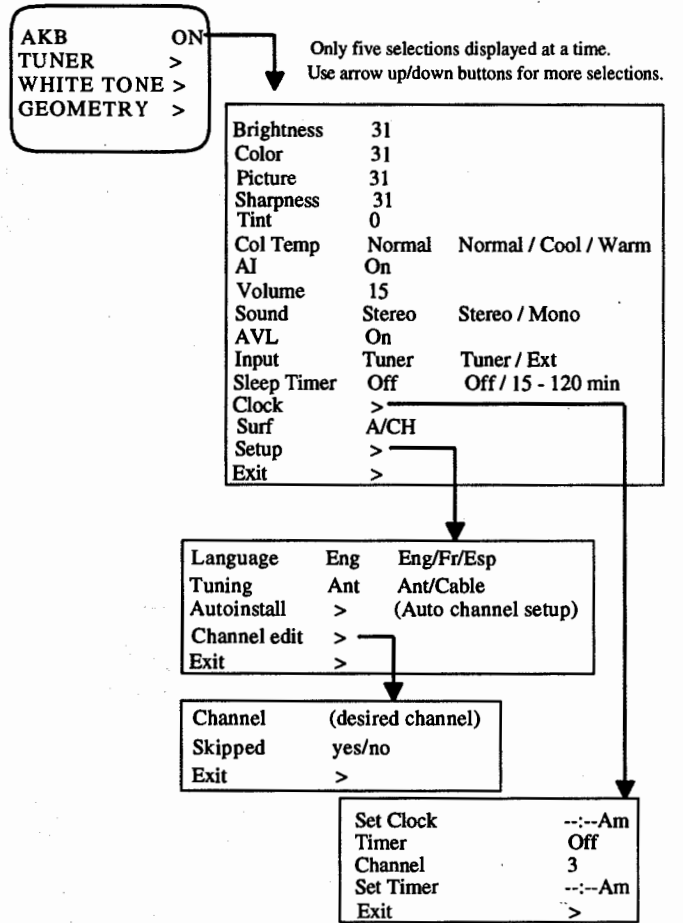 AKB ON
TUNER >
WHITE TONE >
GEOMETRY >
Only five selections displayed at a time.
Use arrow up/down buttons for more selections.
Brightness 31
Color 31
Picture 31
Sharpness 31
Tint 0
Col Temp Normal Normal / Cool / Warm
AI On
Volume 15
Sound Stereo Stereo / Mono
AVL On
Input Tuner Tuner / Ext
Sleep Timer Off Off / 15 - 120 min
Clock >
Surf A/CH
Setup >
Exit >
Language Eng Eng/Fr/Esp
Tuning Ant Ant/Cable
Autoinstall > (Auto channel setup)
Channel edit >
Exit >
Channel (desired channel)
Skipped yes/no
Exit >
Set Clock --:--Am
Timer Off
Channel 3
Set Timer --:--Am
Exit >